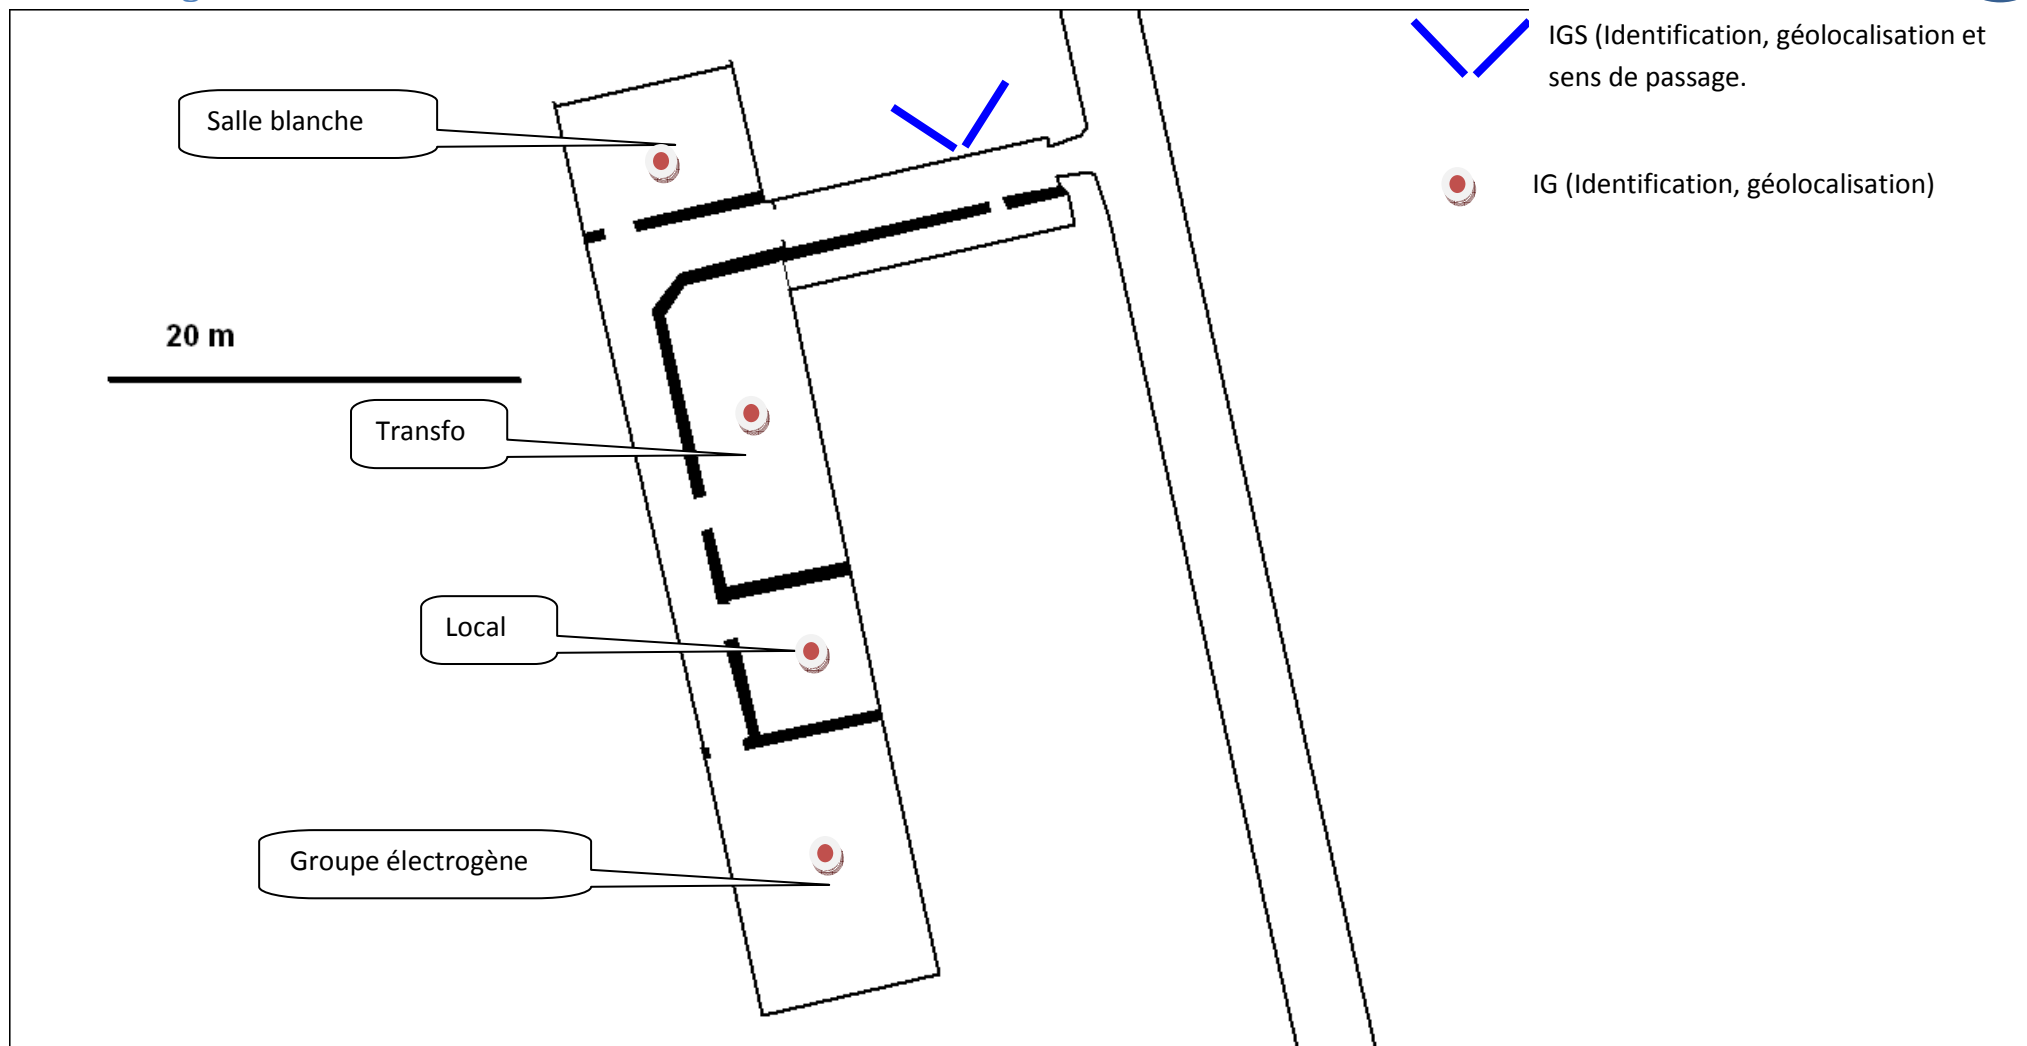 IGS (Identification, géolocalisation et
sens de passage.
Salle blanche
IG (Identification, géolocalisation)
20 m
Transfo
Local
Groupe électrogène